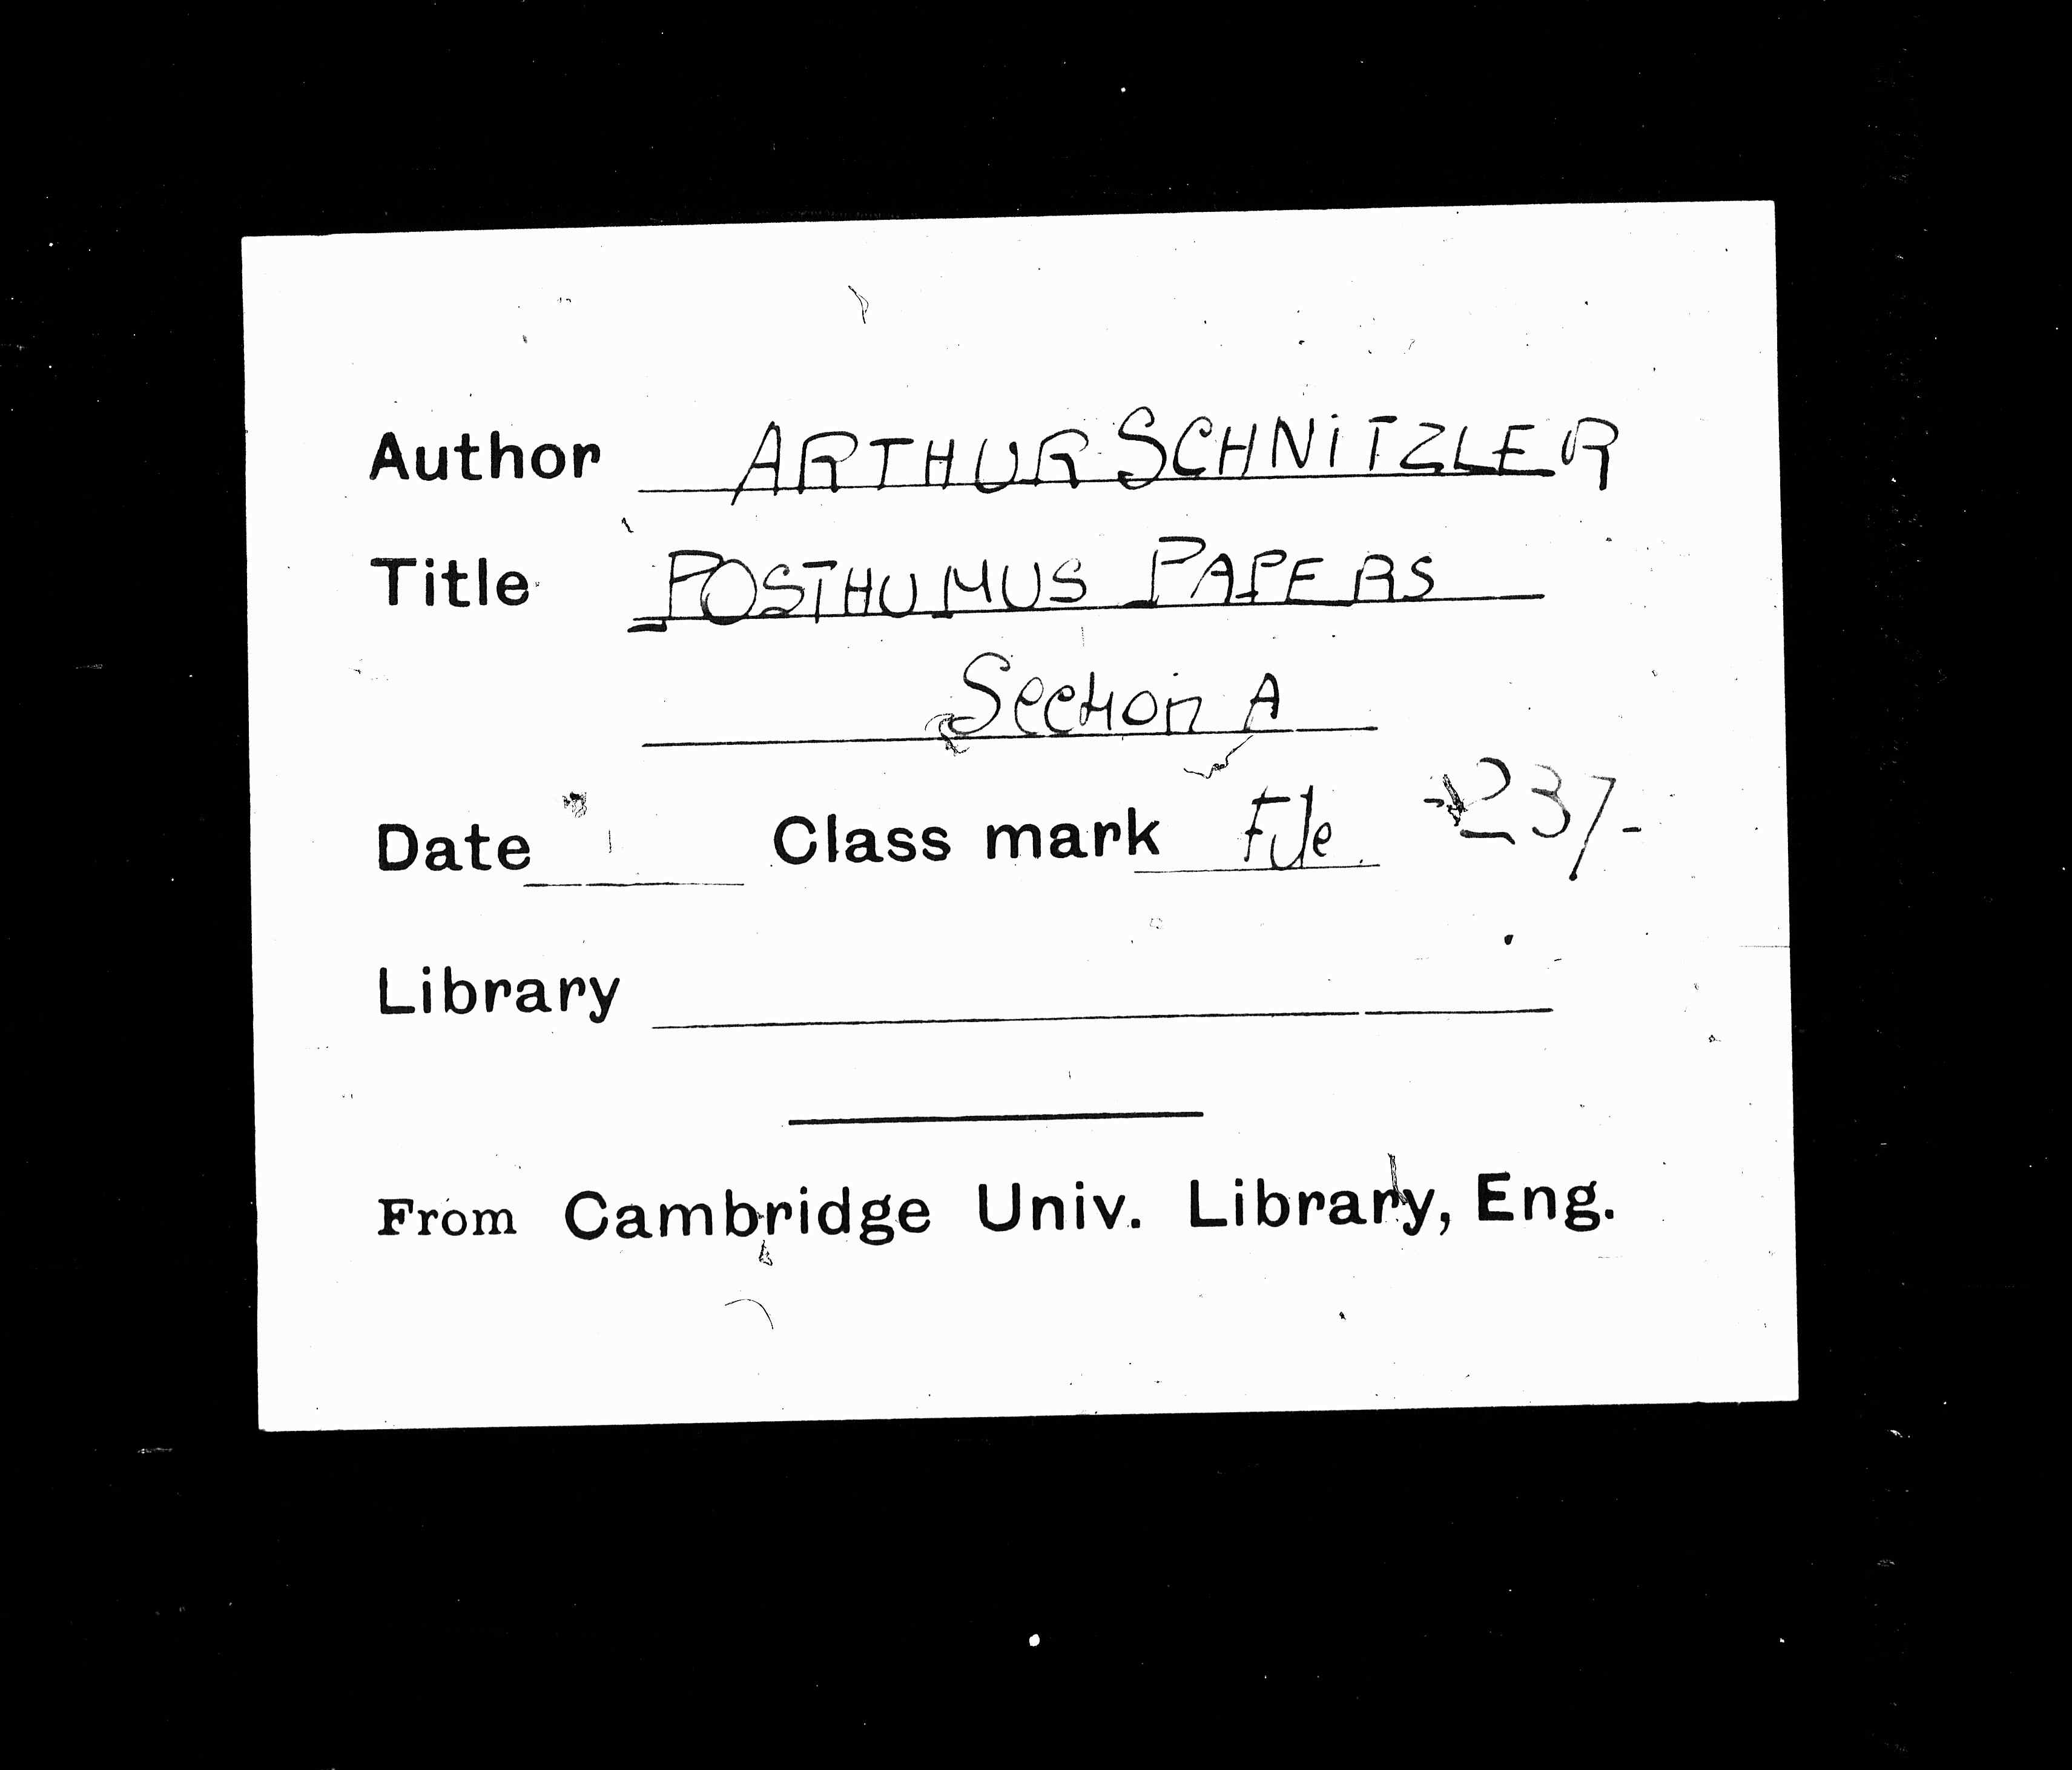 Author ARTHUR SCHNiTZLER
Title POSTHUMUS PAPERS
Section A
Date Class mark File 237-
Library
From Cambridge Univ. Library, Eng.